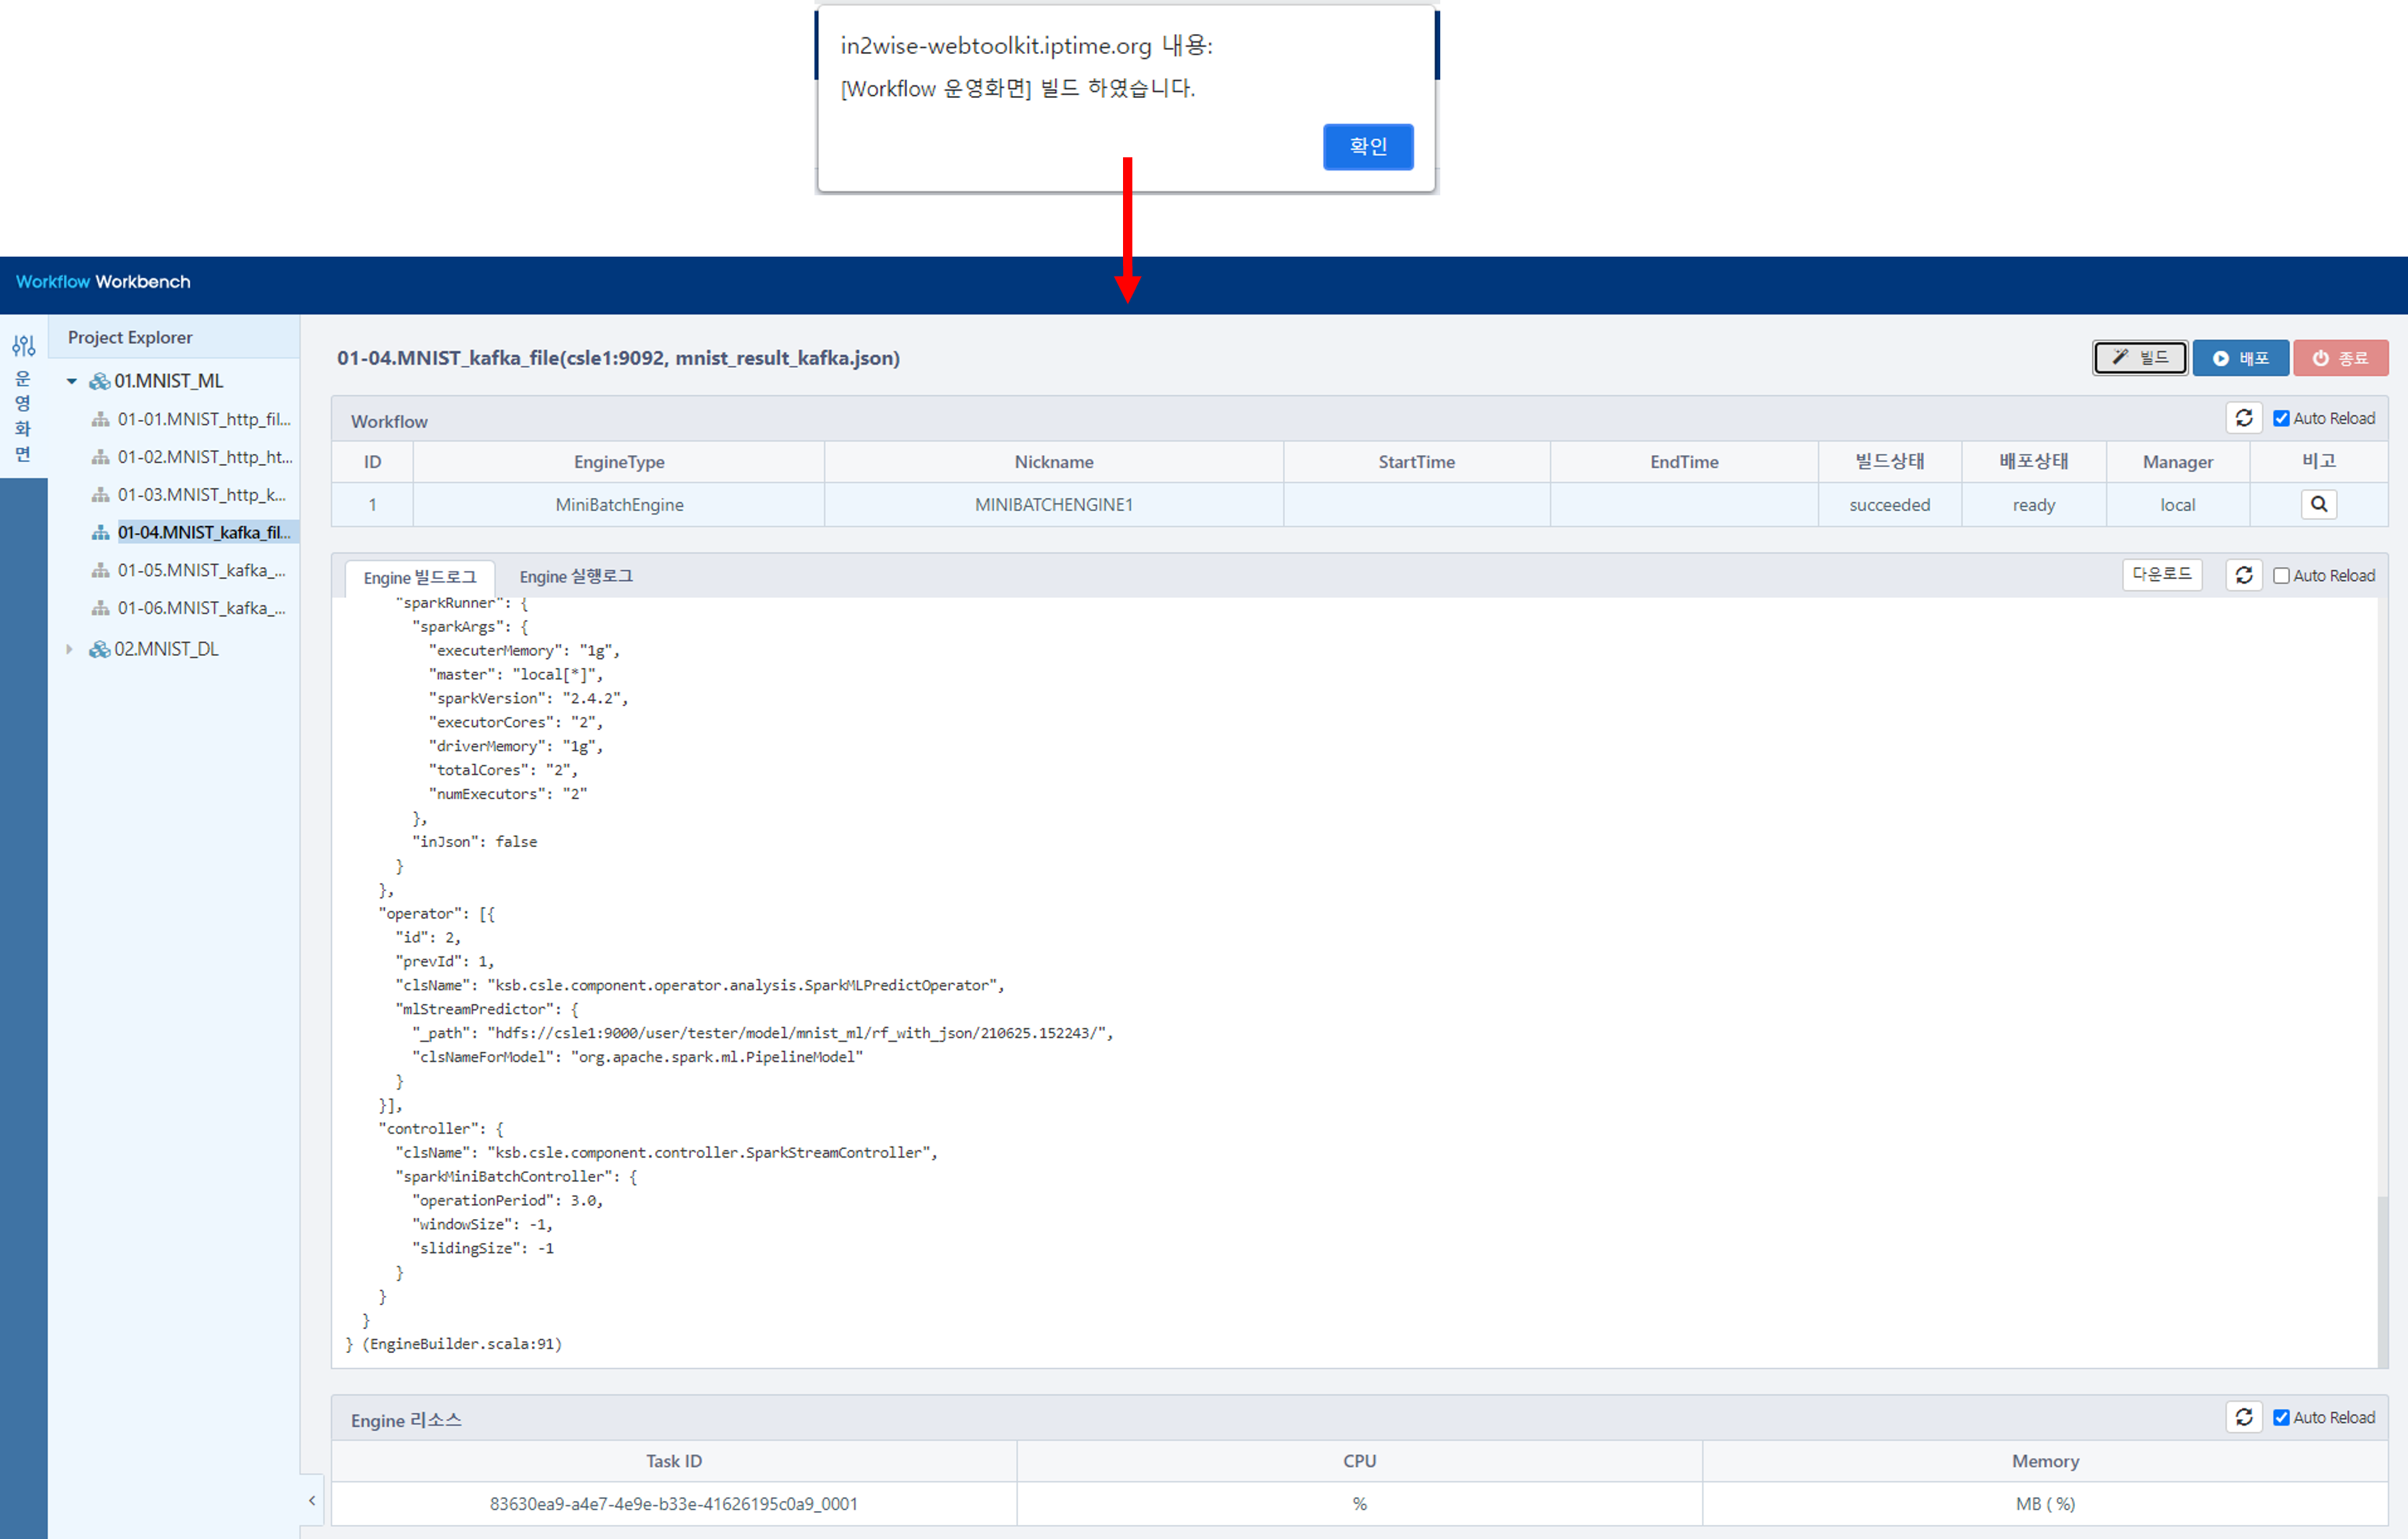 in2wise-webtoolkit.iptime.org 내용:
[Workflow 운영화면] 빌드 하였습니다.
확인
Workflow Workbench
운영화면
Project Explorer
01.MNIST_ML
01-01.MNIST_http_fil...
01-02.MNIST_http_ht...
01-03.MNIST_http_k...
01-04.MNIST_kafka_fil...
01-05.MNIST_kafka_...
01-06.MNIST_kafka_...
02.MNIST_DL
01-04.MNIST_kafka_file(csle1:9092, mnist_result_kafka.json)
빌드 배포 종료
Workflow Auto Reload
ID EngineType Nickname StartTime EndTime 빌드상태 배포상태 Manager 비고
1 MiniBatchEngine MINIBATCHENGINE1 succeeded ready local
Engine 빌드로그 Engine 실행로그 다운로드 Auto Reload
"sparkRunner": {
"sparkArgs": {
"executerMemory": "1g",
"master": "local[*]",
"sparkVersion": "2.4.2",
"executorCores": "2",
"driverMemory": "1g",
"totalCores": "2",
"numExecutors": "2"
},
"inJson": false
}
},
"operator": [{
"id": 2,
"prevId": 1,
"clsName": "ksb.csle.component.operator.analysis.SparkMLPredictOperator",
"mlStreamPredictor": {
"_path": "hdfs://csle1:9000/user/tester/model/mnist_ml/rf_with_json/210625.152243/",
"clsNameForModel": "org.apache.spark.ml.PipelineModel"
}
}],
"controller": {
"clsName": "ksb.csle.component.controller.SparkStreamController",
"sparkMiniBatchController": {
"operationPeriod": 3.0,
"windowSize": -1,
"slidingSize": -1
}
}
}
} (EngineBuilder.scala:91)
Engine 리소스 Auto Reload
Task ID CPU Memory
83630ea9-a4e7-4e9e-b33e-41626195c0a9_0001 % MB ( %)